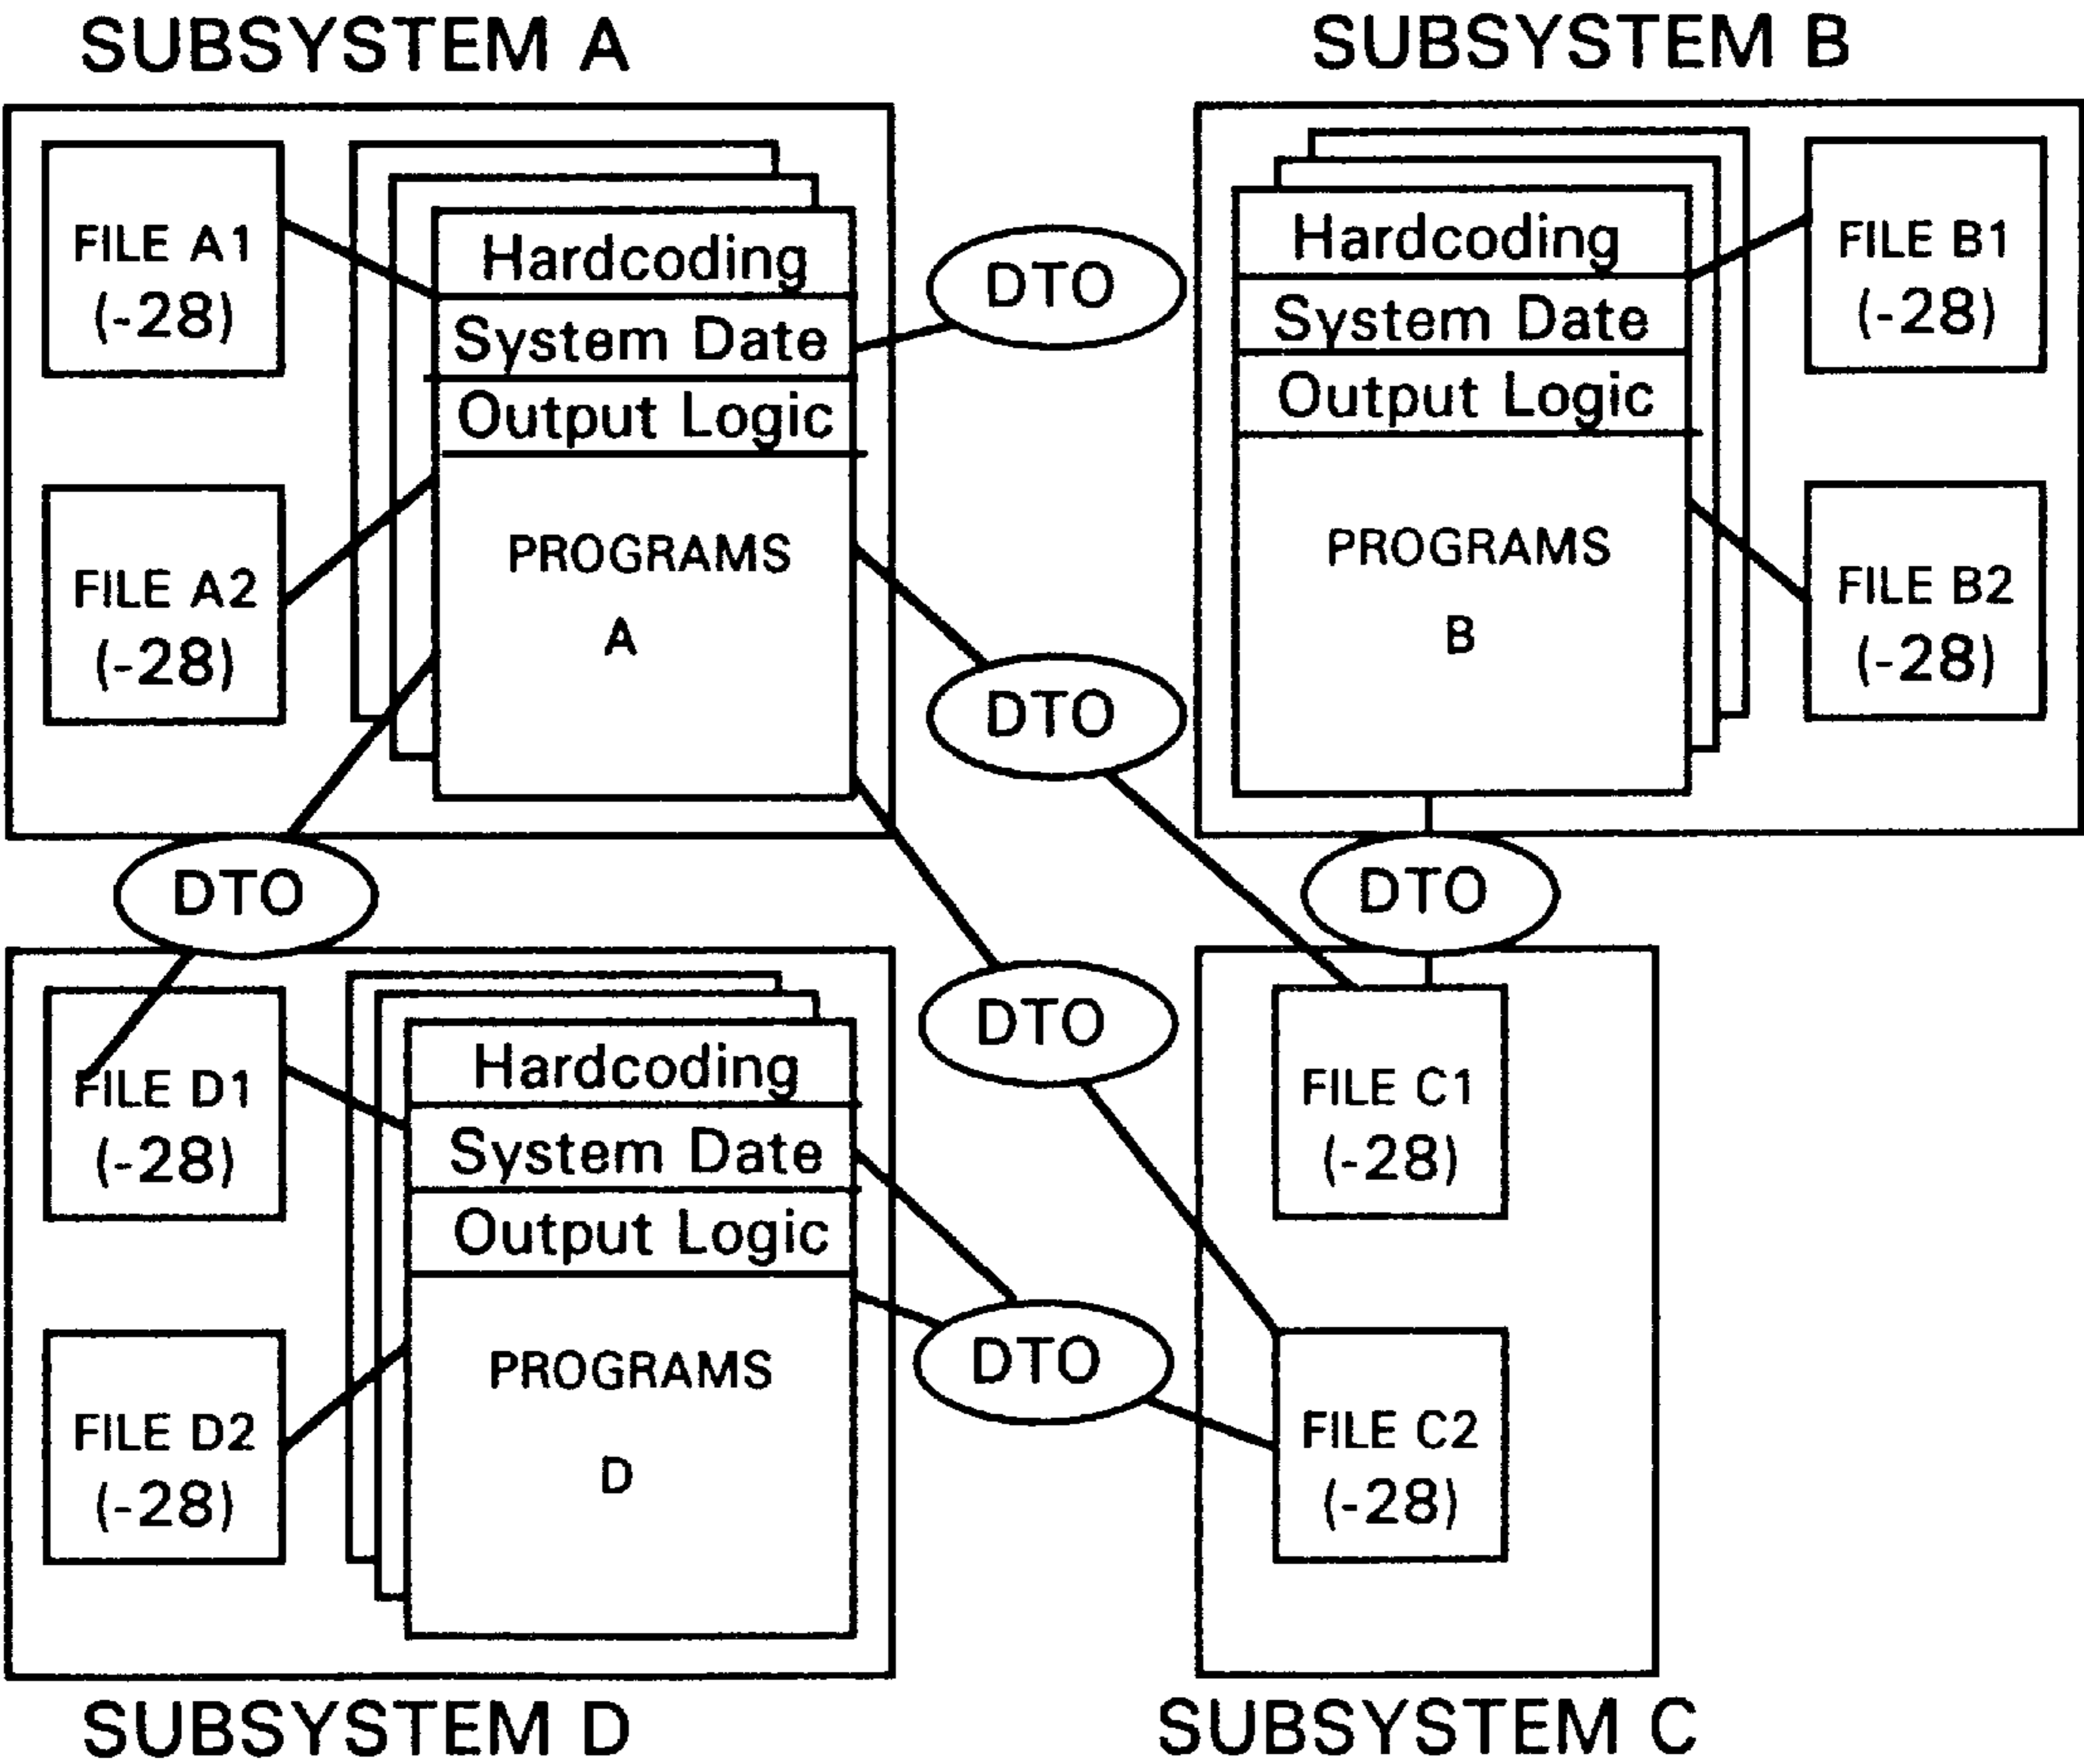 SUBSYSTEM A
FILE A1
(-28)
FILE A2
(-28)
Hardcoding
System Date
Output Logic
PROGRAMS
A
DTO
DTO
SUBSYSTEM B
Hardcoding
System Date
Output Logic
PROGRAMS
B
FILE B1
(-28)
FILE B2
(-28)
DTO
DTO
DTO
FILE D1
(-28)
FILE D2
(-28)
Hardcoding
System Date
Output Logic
PROGRAMS
D
DTO
FILE C1
(-28)
FILE C2
(-28)
SUBSYSTEM D
SUBSYSTEM C